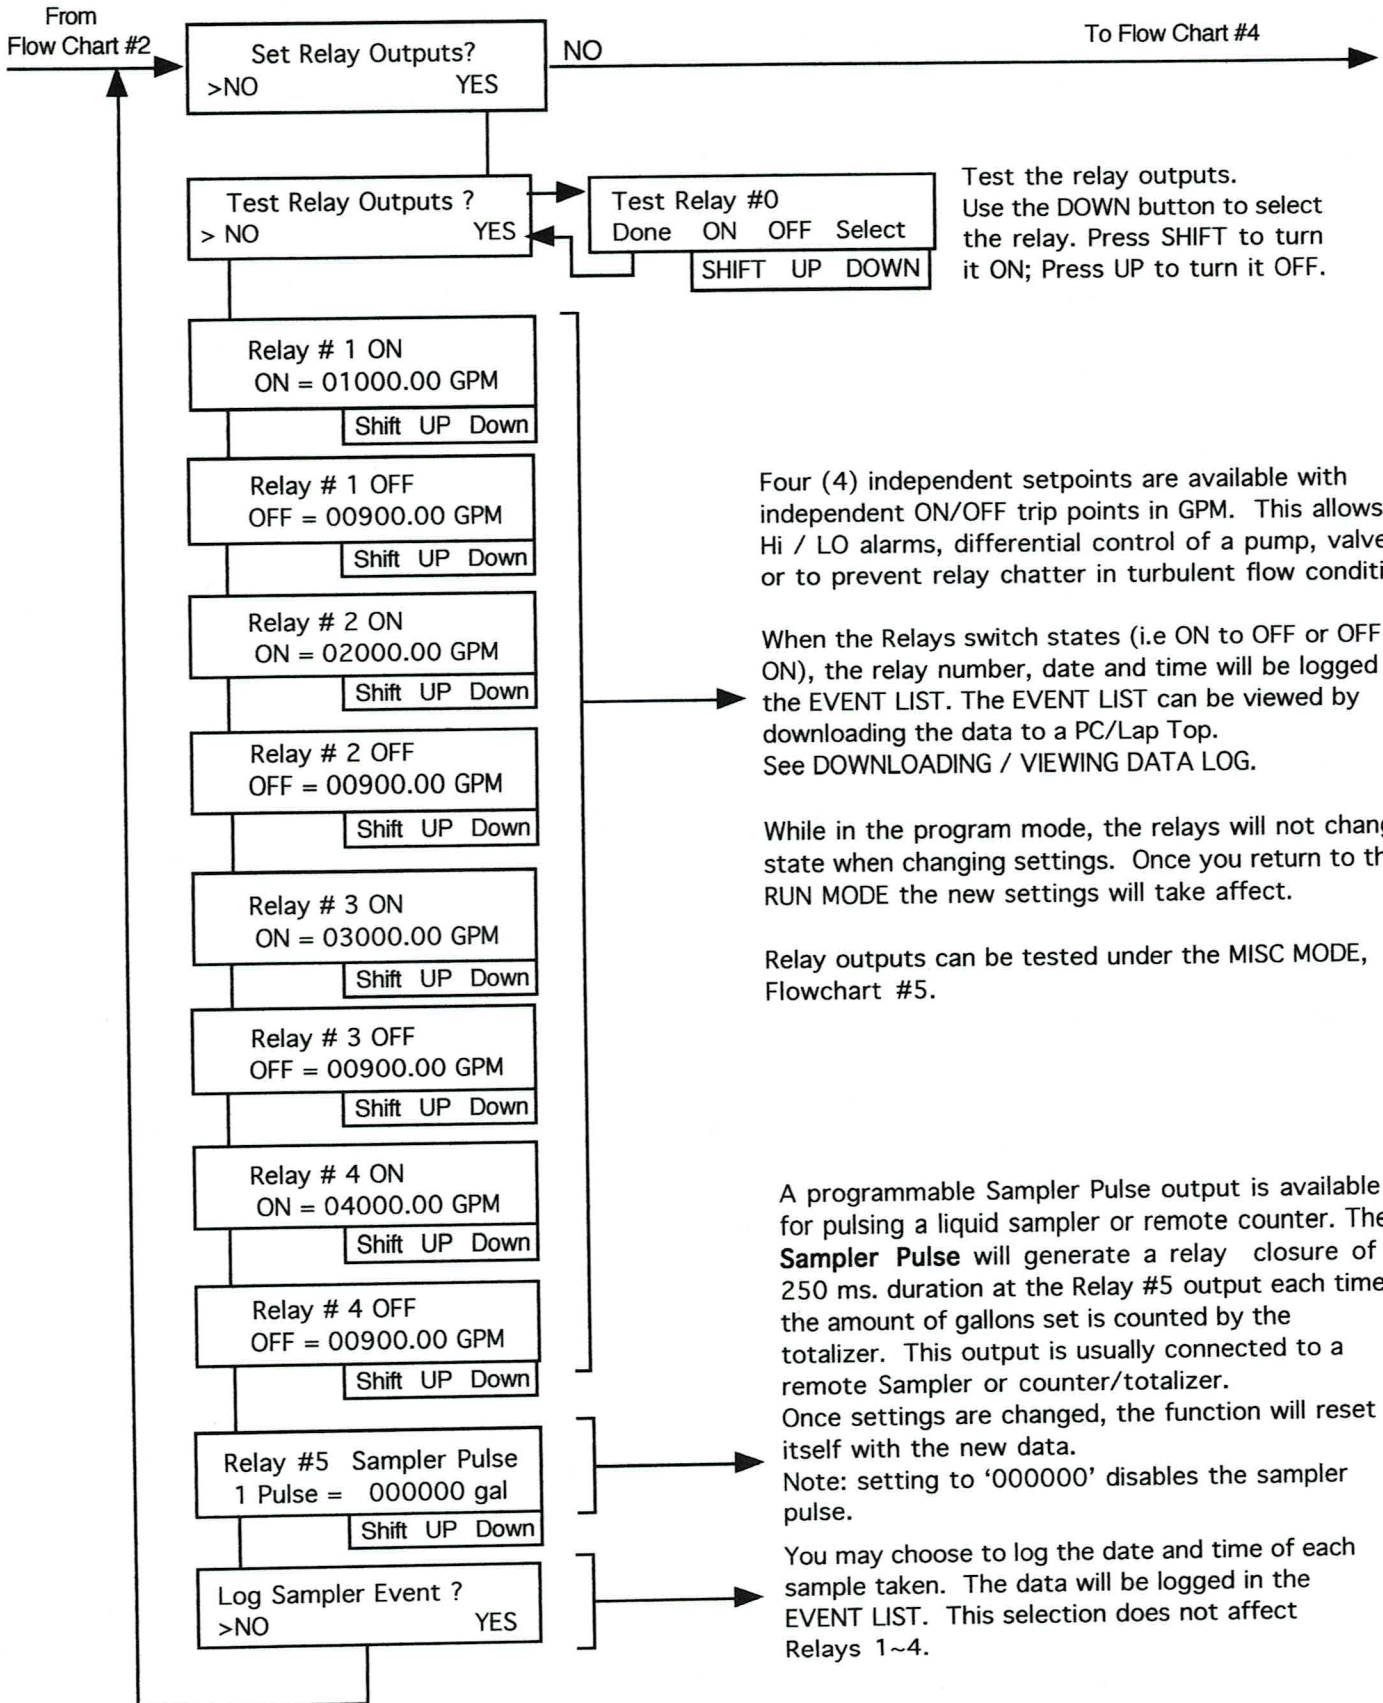 From
Flow Chart #2
Set Relay Outputs?
>NO YES
NO
To Flow Chart #4
Test Relay Outputs ?
> NO YES
Test Relay #0
Done ON OFF Select
SHIFT UP DOWN
Test the relay outputs.
Use the DOWN button to select
the relay. Press SHIFT to turn
it ON; Press UP to turn it OFF.
Relay # 1 ON
ON = 01000.00 GPM
Shift UP Down
Relay # 1 OFF
OFF = 00900.00 GPM
Shift UP Down
Relay # 2 ON
ON = 02000.00 GPM
Shift UP Down
Relay # 2 OFF
OFF = 00900.00 GPM
Shift UP Down
Relay # 3 ON
ON = 03000.00 GPM
Shift UP Down
Relay # 3 OFF
OFF = 00900.00 GPM
Shift UP Down
Relay # 4 ON
ON = 04000.00 GPM
Shift UP Down
Relay # 4 OFF
OFF = 00900.00 GPM
Shift UP Down
Four (4) independent setpoints are available with
independent ON/OFF trip points in GPM. This allows
Hi / LO alarms, differential control of a pump, valve
or to prevent relay chatter in turbulent flow
When the Relays switch states (i.e ON to OFF or OFF
ON), the relay number, date and time will be logged
the EVENT LIST. The EVENT LIST can be viewed by
downloading the data to a PC/Lap Top.
See DOWNLOADING / VIEWING DATA LOG.
While in the program mode, the relays will not
state when changing settings. Once you return to
RUN MODE the new settings will take affect.
Relay outputs can be tested under the MISC MODE,
Flowchart #5.
Relay #5 Sampler Pulse
1 Pulse = 000000 gal
Shift UP Down
A programmable Sampler Pulse output is available
for pulsing a liquid sampler or remote counter. The
Sampler Pulse will generate a relay closure of
250 ms. duration at the Relay #5 output each time
the amount of gallons set is counted by the
totalizer. This output is usually connected to a
remote Sampler or counter/totalizer.
Once settings are changed, the function will reset
itself with the new data.
Note: setting to ‘000000’ disables the sampler
pulse.
Log Sampler Event ?
>NO YES
You may choose to log the date and time of each
sample taken. The data will be logged in the
EVENT LIST. This selection does not affect
Relays 1~4.